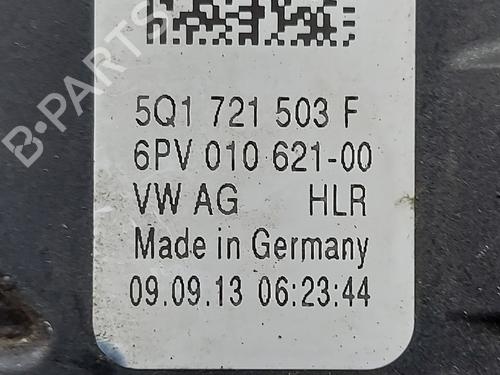 B-PARTS
5Q1 721 503 F
6PV 010 621-00
VW AG HLR
Made in Germany
09.09.13 06:23:44